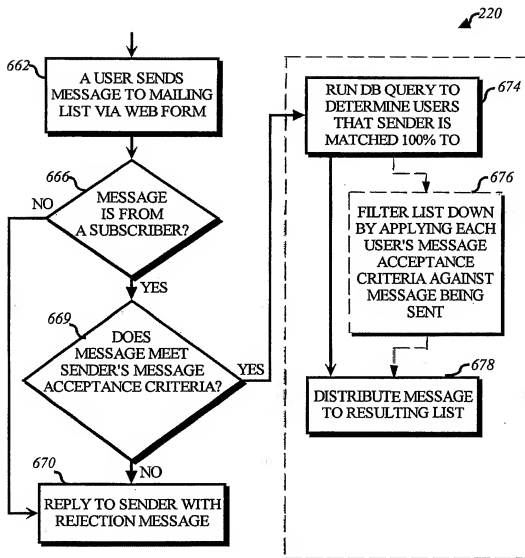 220
662
A USER SENDS
MESSAGE TO MAILING
LIST VIA WEB FORM
666
NO
MESSAGE
IS FROM
A SUBSCRIBER?
YES
669
DOES
MESSAGE MEET
SENDER'S MESSAGE
ACCEPTANCE CRITERIA?
YES
NO
670
REPLY TO SENDER WITH
REJECTION MESSAGE
674
RUN DB QUERY TO
DETERMINE USERS
THAT SENDER IS
MATCHED 100% TO
676
FILTER LIST DOWN
BY APPLYING EACH
USER'S MESSAGE
ACCEPTANCE
CRITERIA AGAINST
MESSAGE BEING
SENT
678
DISTRIBUTE MESSAGE
TO RESULTING LIST